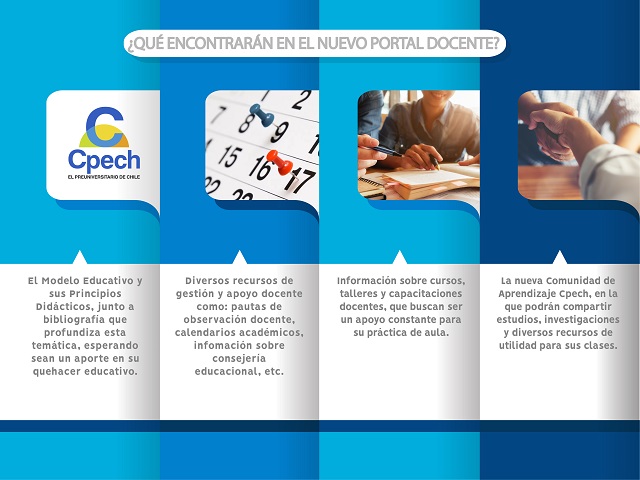 ¿QUÉ ENCONTRARÁN EN EL NUEVO PORTAL DOCENTE?
Cpech
EL PREUNIVERSITARIO DE CHILE
1 2
7 8 9
14 15 16 17
22 23
El Modelo Educativo y
sus Principios
Didácticos, junto a
bibliografía que
profundiza esta
temática, esperando
sean un aporte en su
quehacer educativo.
Diversos recursos de
gestión y apoyo docente
como: pautas de
observación docente,
calendarios académicos,
infomación sobre
consejería
educacional, etc.
Información sobre cursos,
talleres y capacitaciones
docentes, que buscan ser
un apoyo constante para
su práctica de aula.
La nueva Comunidad de
Aprendizaje Cpech, en la
que podrán compartir
estudios, investigaciones
y diversos recursos de
utilidad para sus clases.